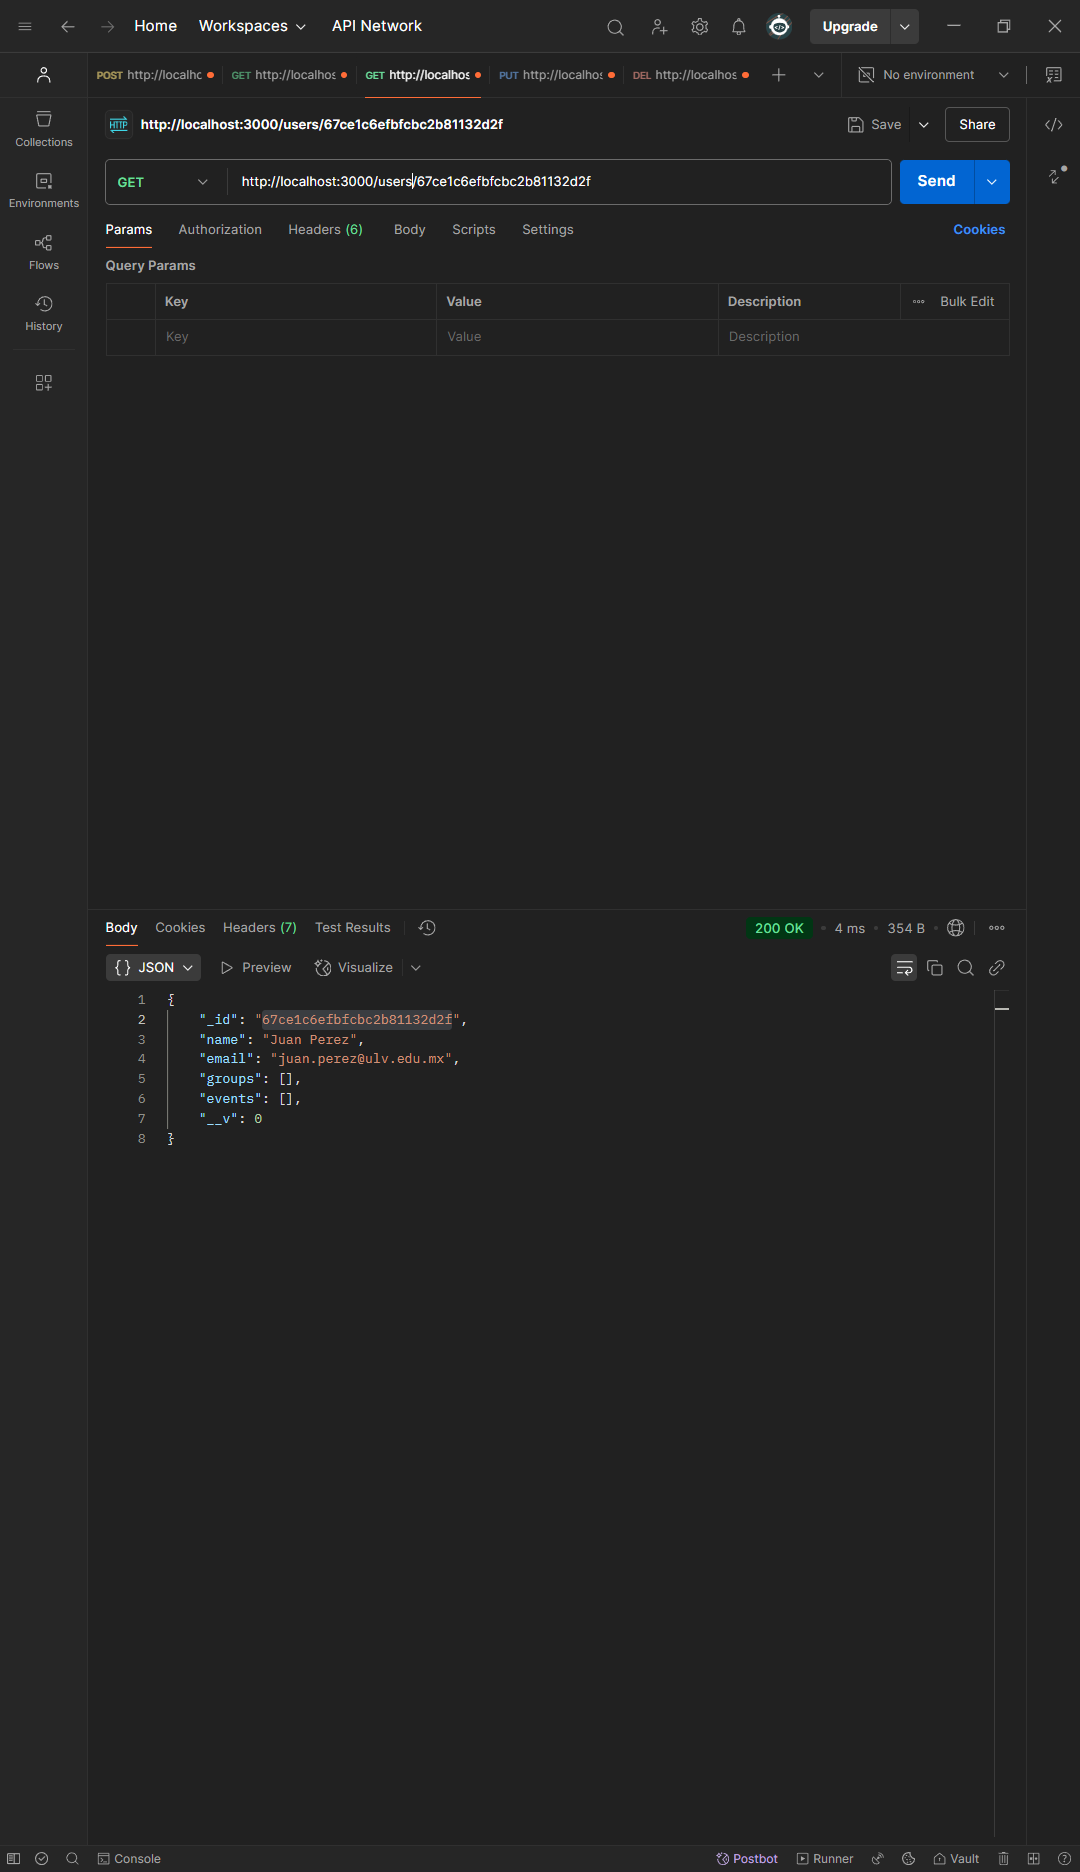 Home Workspaces API Network Upgrade
POST http://localhc GET http://localhos GET http://localhos PUT http://localhos DEL http://localhos No environment
HTTP http://localhost:3000/users/67ce1c6efbfcbc2b81132d2f Save Share
Collections
Environments
Flows
History
GET http://localhost:3000/users/67ce1c6efbfcbc2b81132d2f Send
Params Authorization Headers (6) Body Scripts Settings Cookies
Query Params
Key Value Description Bulk Edit
Key Value Description
Body Cookies Headers (7) Test Results 200 OK 4 ms 354 B
{} JSON Preview Visualize
1 {
2 "_id": "67ce1c6efbfcbc2b81132d2f",
3 "name": "Juan Perez",
4 "email": "juan.perez@ulv.edu.mx",
5 "groups": [],
6 "events": [],
7 "__v": 0
8 }
Console Postbot Runner Vault